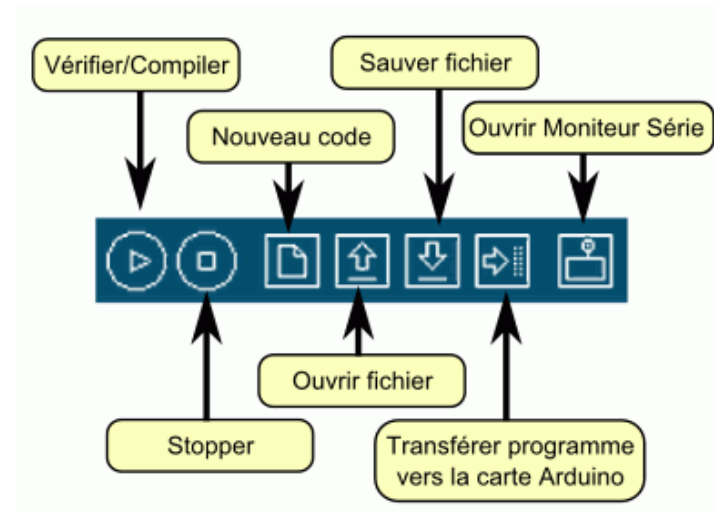 Vérifier/Compiler
Sauver fichier
Nouveau code
Ouvrir Moniteur Série
Ouvrir fichier
Stopper
Transférer programme
vers la carte Arduino